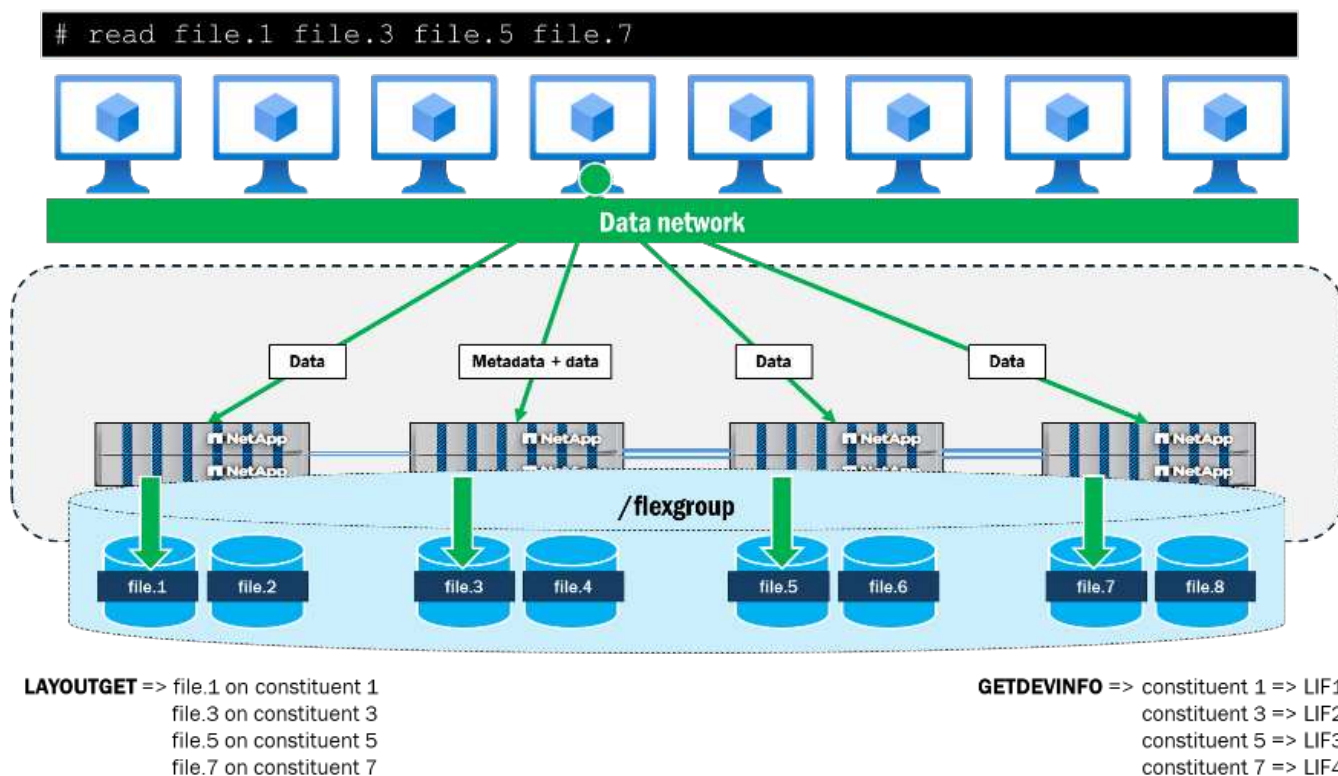 # read file.1 file.3 file.5 file.7
Data network
Data
Metadata + data
Data
Data
NetApp
NetApp
NetApp
NetApp
NetApp
NetApp
NetApp
/flexgroup
file.1
file.2
file.3
file.4
file.5
file.6
file.7
file.8
LAYOUTGET => file.1 on constituent 1
file.3 on constituent 3
file.5 on constituent 5
file.7 on constituent 7
GETDEVINFO => constituent 1 => LIF1
constituent 3 => LIF2
constituent 5 => LIF3
constituent 7 => LIF4